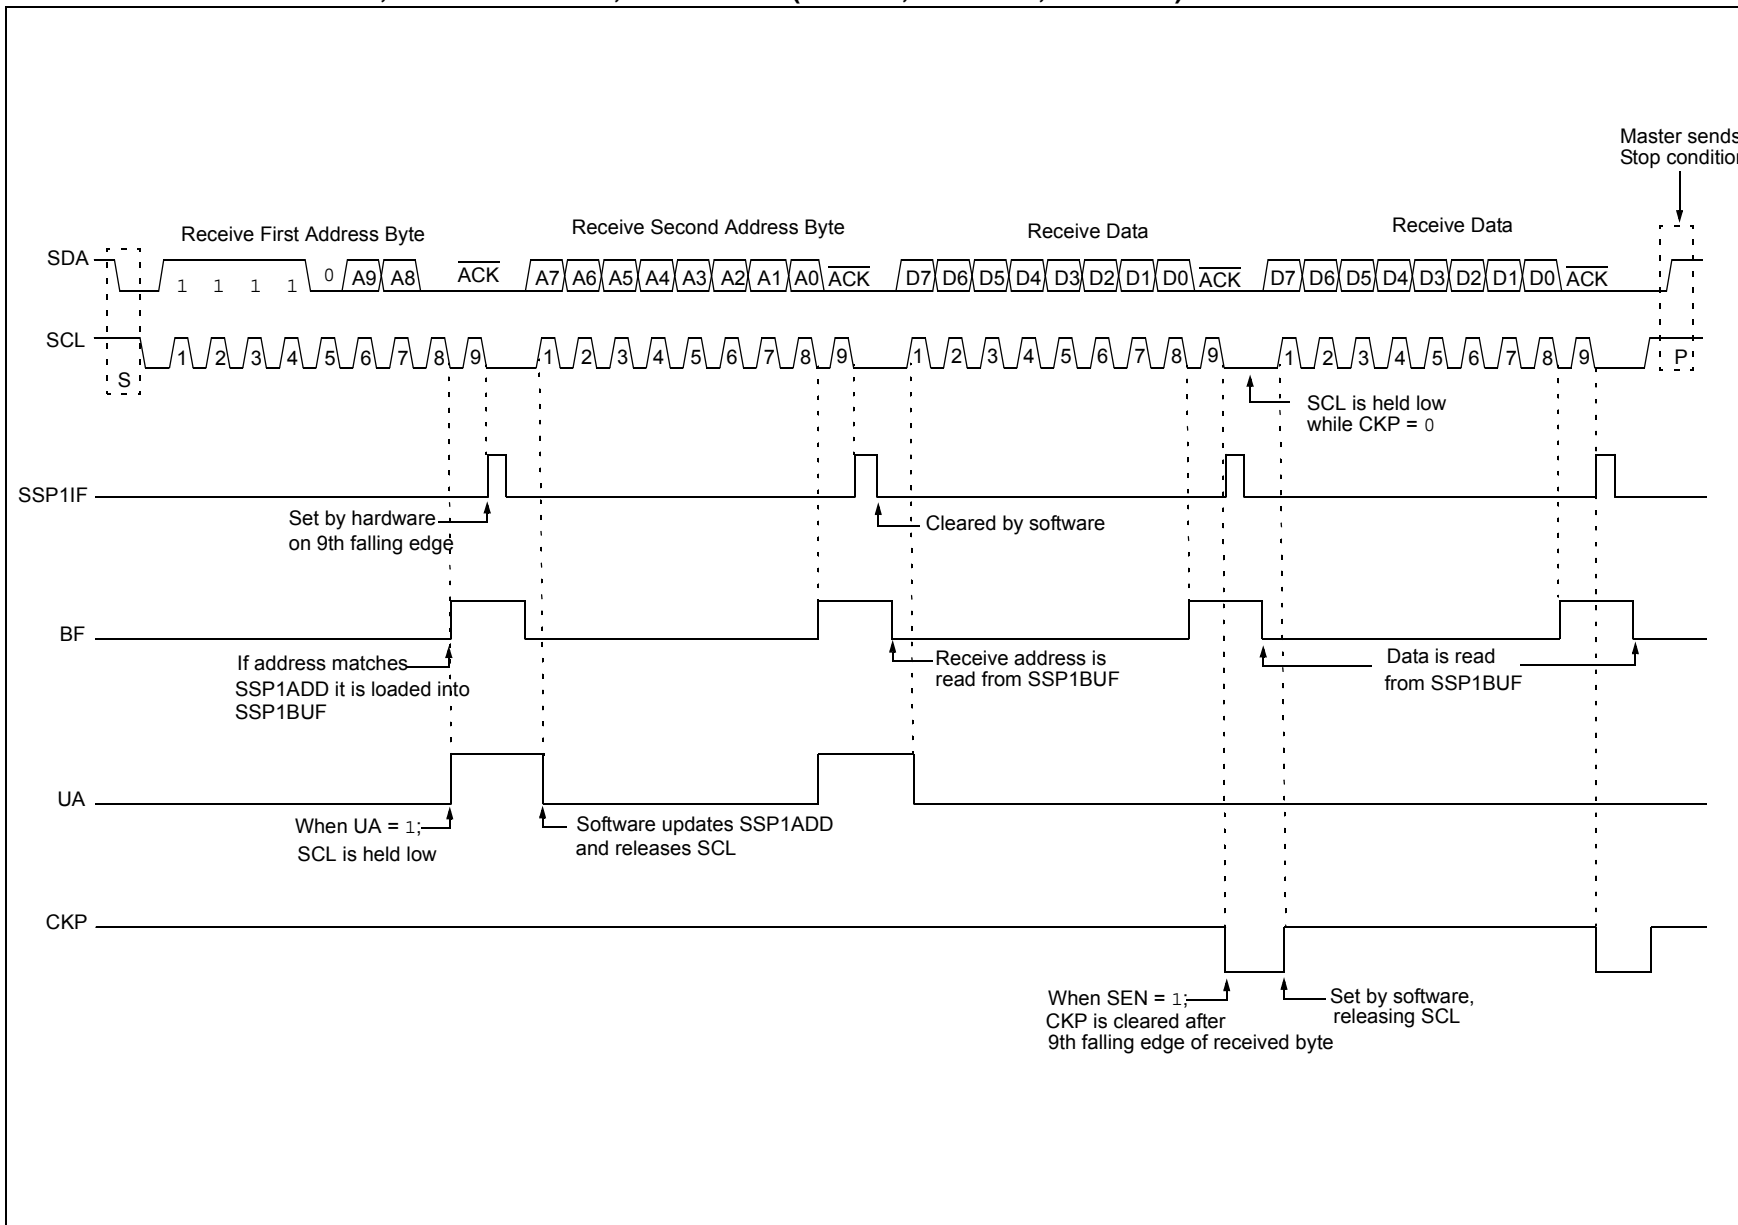 Master sends
Stop condition
Receive First Address Byte
Receive Second Address Byte
Receive Data
Receive Data
SDA
1 1 1 1 0 A9 A8 ACK A7 A6 A5 A4 A3 A2 A1 A0 ACK D7 D6 D5 D4 D3 D2 D1 D0 ACK D7 D6 D5 D4 D3 D2 D1 D0 ACK
SCL
S 1 2 3 4 5 6 7 8 9 1 2 3 4 5 6 7 8 9 1 2 3 4 5 6 7 8 9 1 2 3 4 5 6 7 8 9 P
SCL is held low
while CKP = 0
SSP1IF
Set by hardware
on 9th falling edge
Cleared by software
BF
If address matches
SSP1ADD it is loaded into
SSP1BUF
Receive address is
read from SSP1BUF
Data is read
from SSP1BUF
UA
When UA = 1;
SCL is held low
Software updates SSP1ADD
and releases SCL
CKP
When SEN = 1;
CKP is cleared after
9th falling edge of received byte
Set by software,
releasing SCL